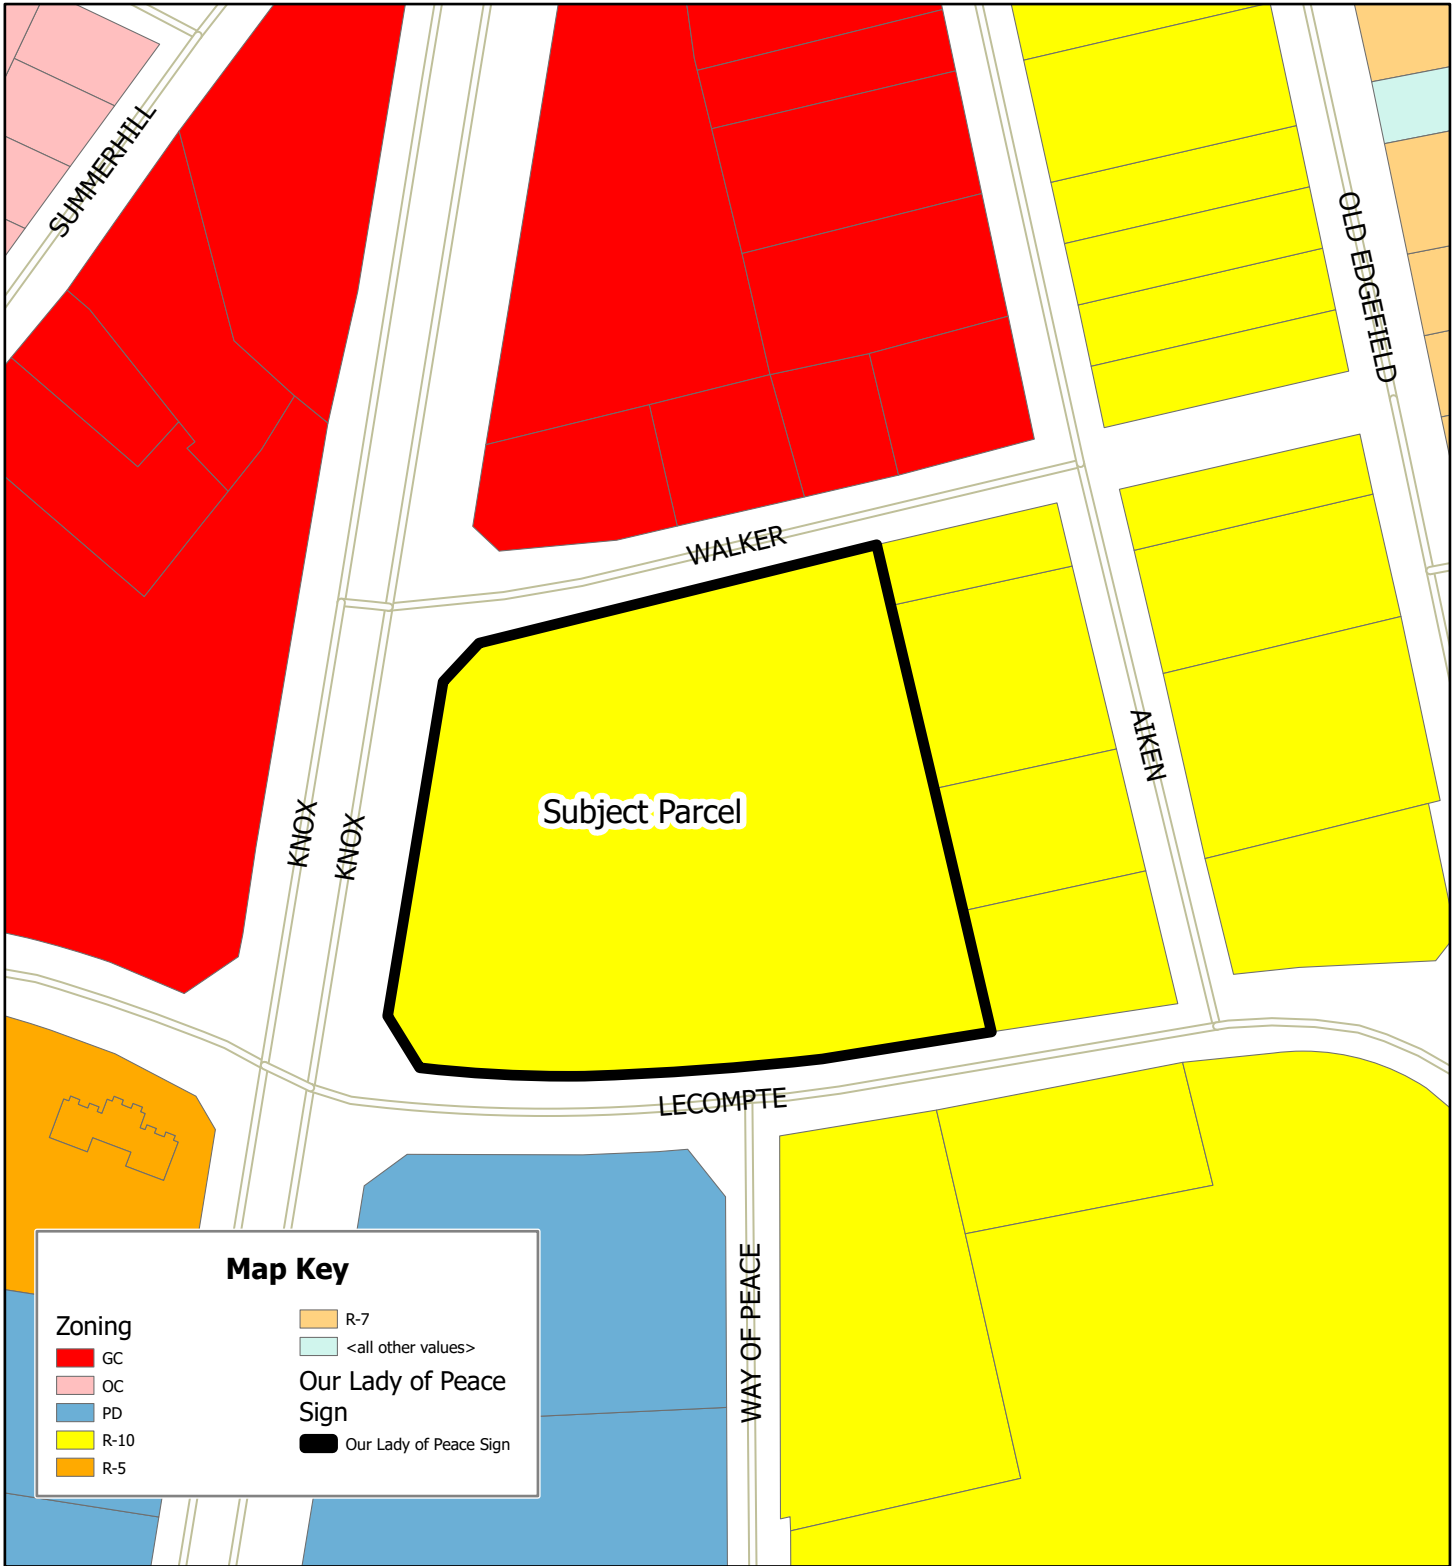 SUMMERHILL
OLD EDGEFIELD
WALKER
AIKEN
Subject Parcel
KNOX
KNOX
LECOMPTE
WAY OF PEACE
Map Key
Zoning
GC
OC
PD
R-10
R-5
R-7
<all other values>
Our Lady of Peace
Sign
Our Lady of Peace Sign